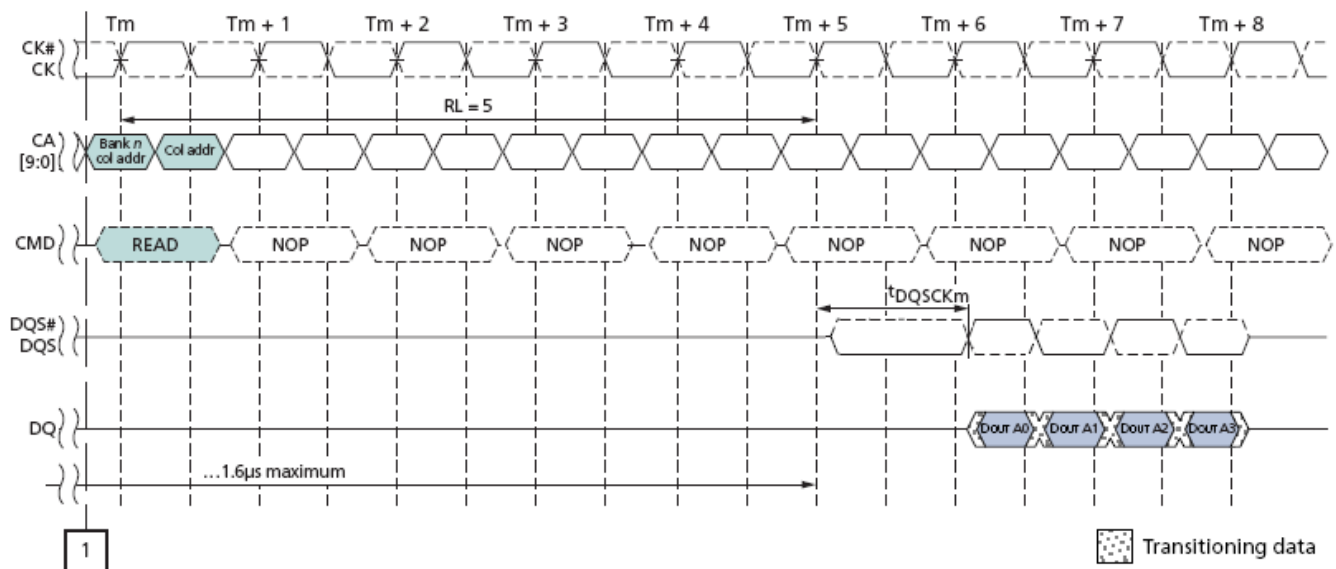 Tm Tm + 1 Tm + 2 Tm + 3 Tm + 4 Tm + 5 Tm + 6 Tm + 7 Tm + 8
CK#
CK
RL = 5
CA
[9:0]
Bank n
col addr
Col addr
CMD READ NOP NOP NOP NOP NOP NOP NOP NOP
tDQSCKm
DQS#
DQS
DQ DOUT A0 DOUT A1 DOUT A2 DOUT A3
...1.6µs maximum
1
Transitioning data